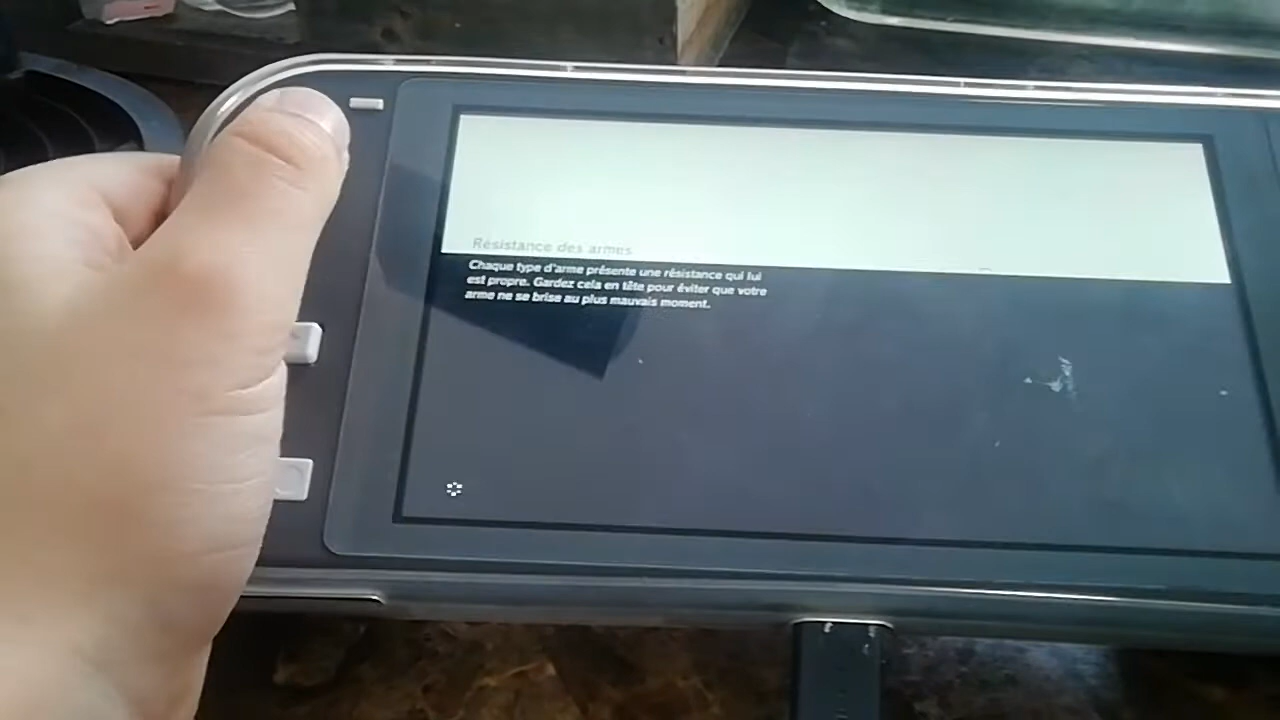 Résistance des armes
Chaque type d'arme présente une résistance qui lui
est propre. Gardez cela en tête pour éviter que votre
arme ne se brise au plus mauvais moment.